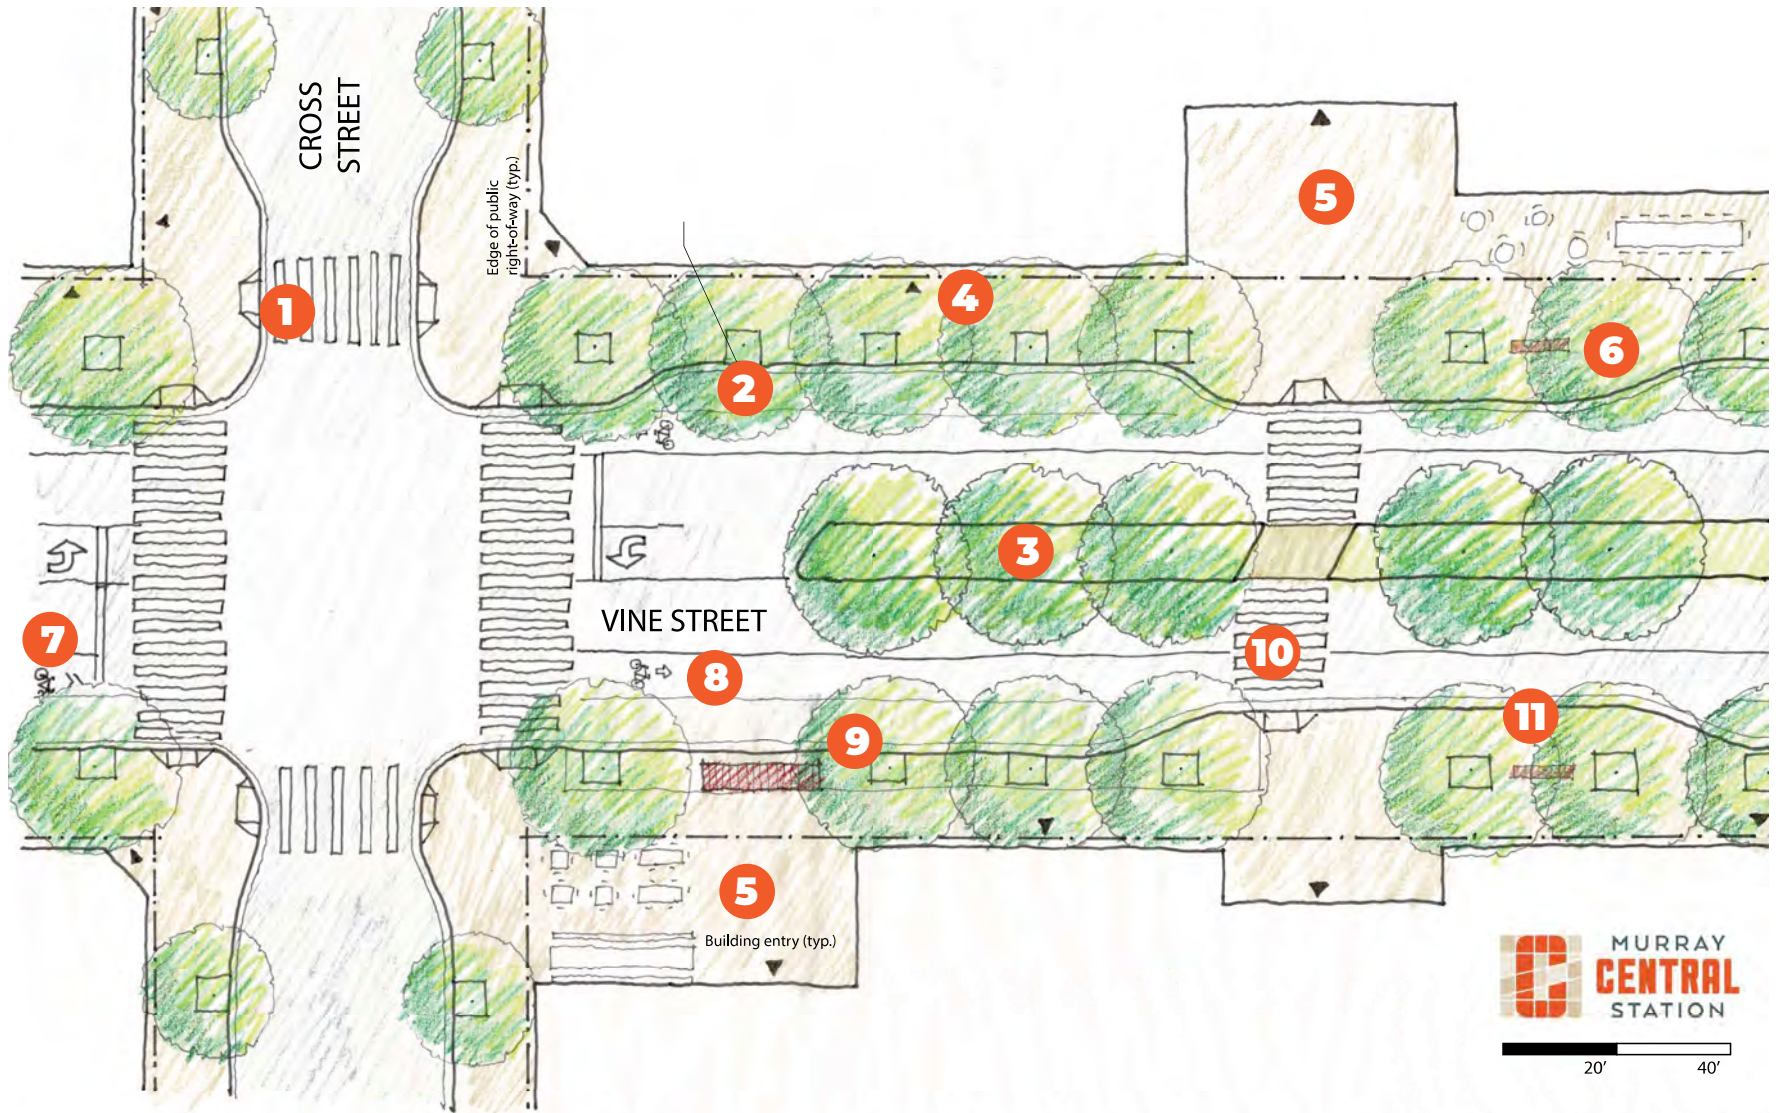 CROSS
STREET
Edge of public
right-of-way (typ.)
5
1
4
2
6
3
7
VINE STREET
8
10
9
11
5
Building entry (typ.)
MURRAY
CENTRAL
STATION
20’
40’